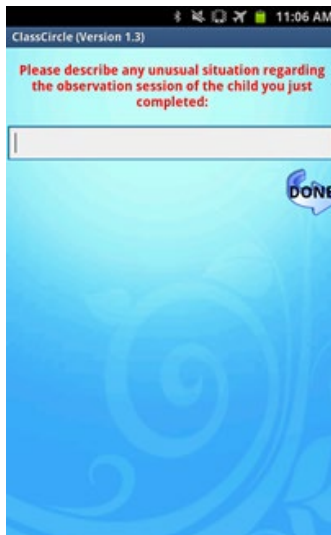 11:06 AM
ClassCircle (Version 1.3)
Please describe any unusual situation regarding
the observation session of the child you just
completed:
DONE